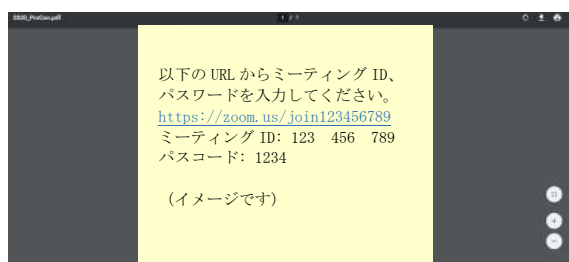 2020_ProCon.pdf
1 / 1
以下の URL からミーティング ID、
パスワードを入力してください。
https://zoom.us/join123456789
ミーティング ID: 123 456 789
パスコード: 1234
(イメージです)